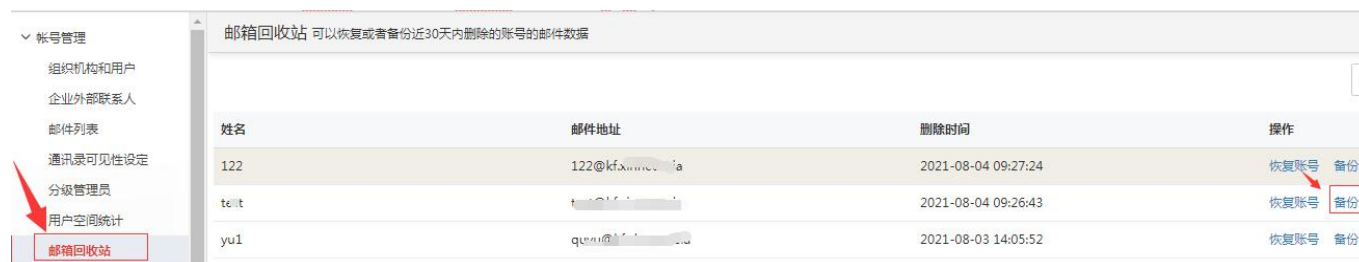 帐号管理
组织机构和用户
企业外部联系人
邮件列表
通讯录可见性设定
分级管理员
用户空间统计
邮箱回收站
邮箱回收站 可以恢复或者备份近30天内删除的账号的邮件数据
姓名 邮件地址 删除时间 操作
122 2021-08-04 09:27:24 恢复账号 备份
2021-08-04 09:26:43 恢复账号 备份
yu1 2021-08-03 14:05:52 恢复账号 备份